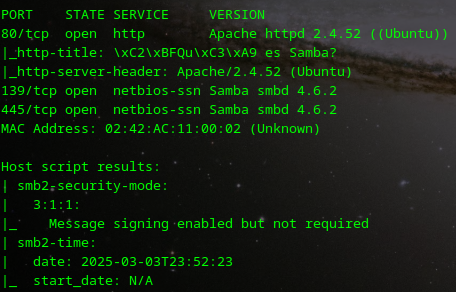 PORT    STATE SERVICE     VERSION
80/tcp  open  http        Apache httpd 2.4.52 ((Ubuntu))
|_http-title: \xC2\xBFQu\xC3\xA9 es Samba?
|_http-server-header: Apache/2.4.52 (Ubuntu)
139/tcp open  netbios-ssn Samba smbd 4.6.2
445/tcp open  netbios-ssn Samba smbd 4.6.2
MAC Address: 02:42:AC:11:00:02 (Unknown)

Host script results:
| smb2-security-mode:
|   3:1:1:
|_    Message signing enabled but not required
| smb2-time:
|   date: 2025-03-03T23:52:23
|_  start_date: N/A